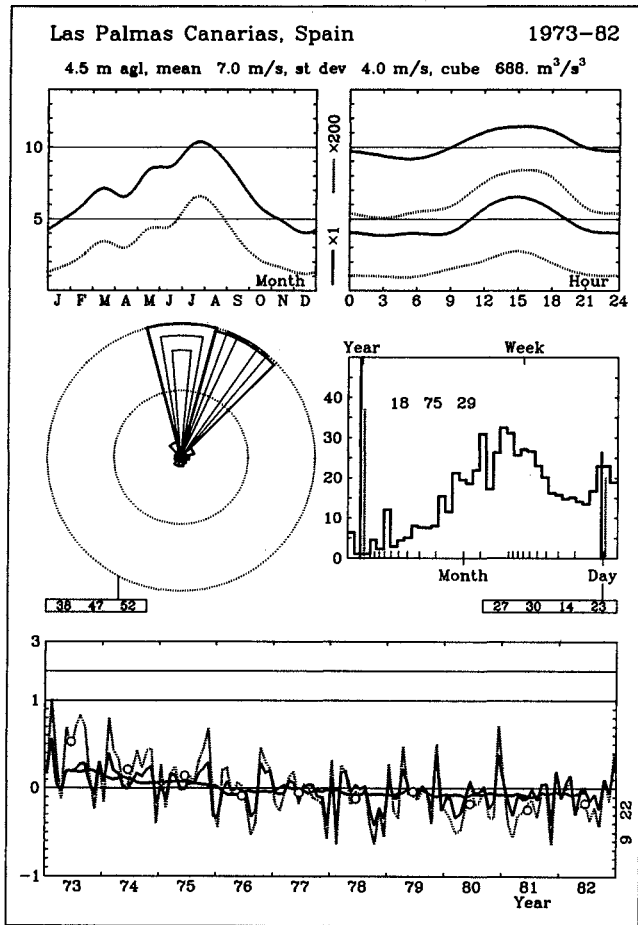 Las Palmas Canarias, Spain 1973-82
4.5 m agl, mean 7.0 m/s, st dev 4.0 m/s, cube 688. m³/s³
10
5
×200
×1
Month
J F M A M J J A S O N D
Hour
0 3 6 9 12 15 18 21 24
Year Week
18 75 29
40
30
20
10
0
Month Day
38 47 52
27 30 14 23
3
1
0
-1
9 22
73 74 75 76 77 78 79 80 81 82
Year